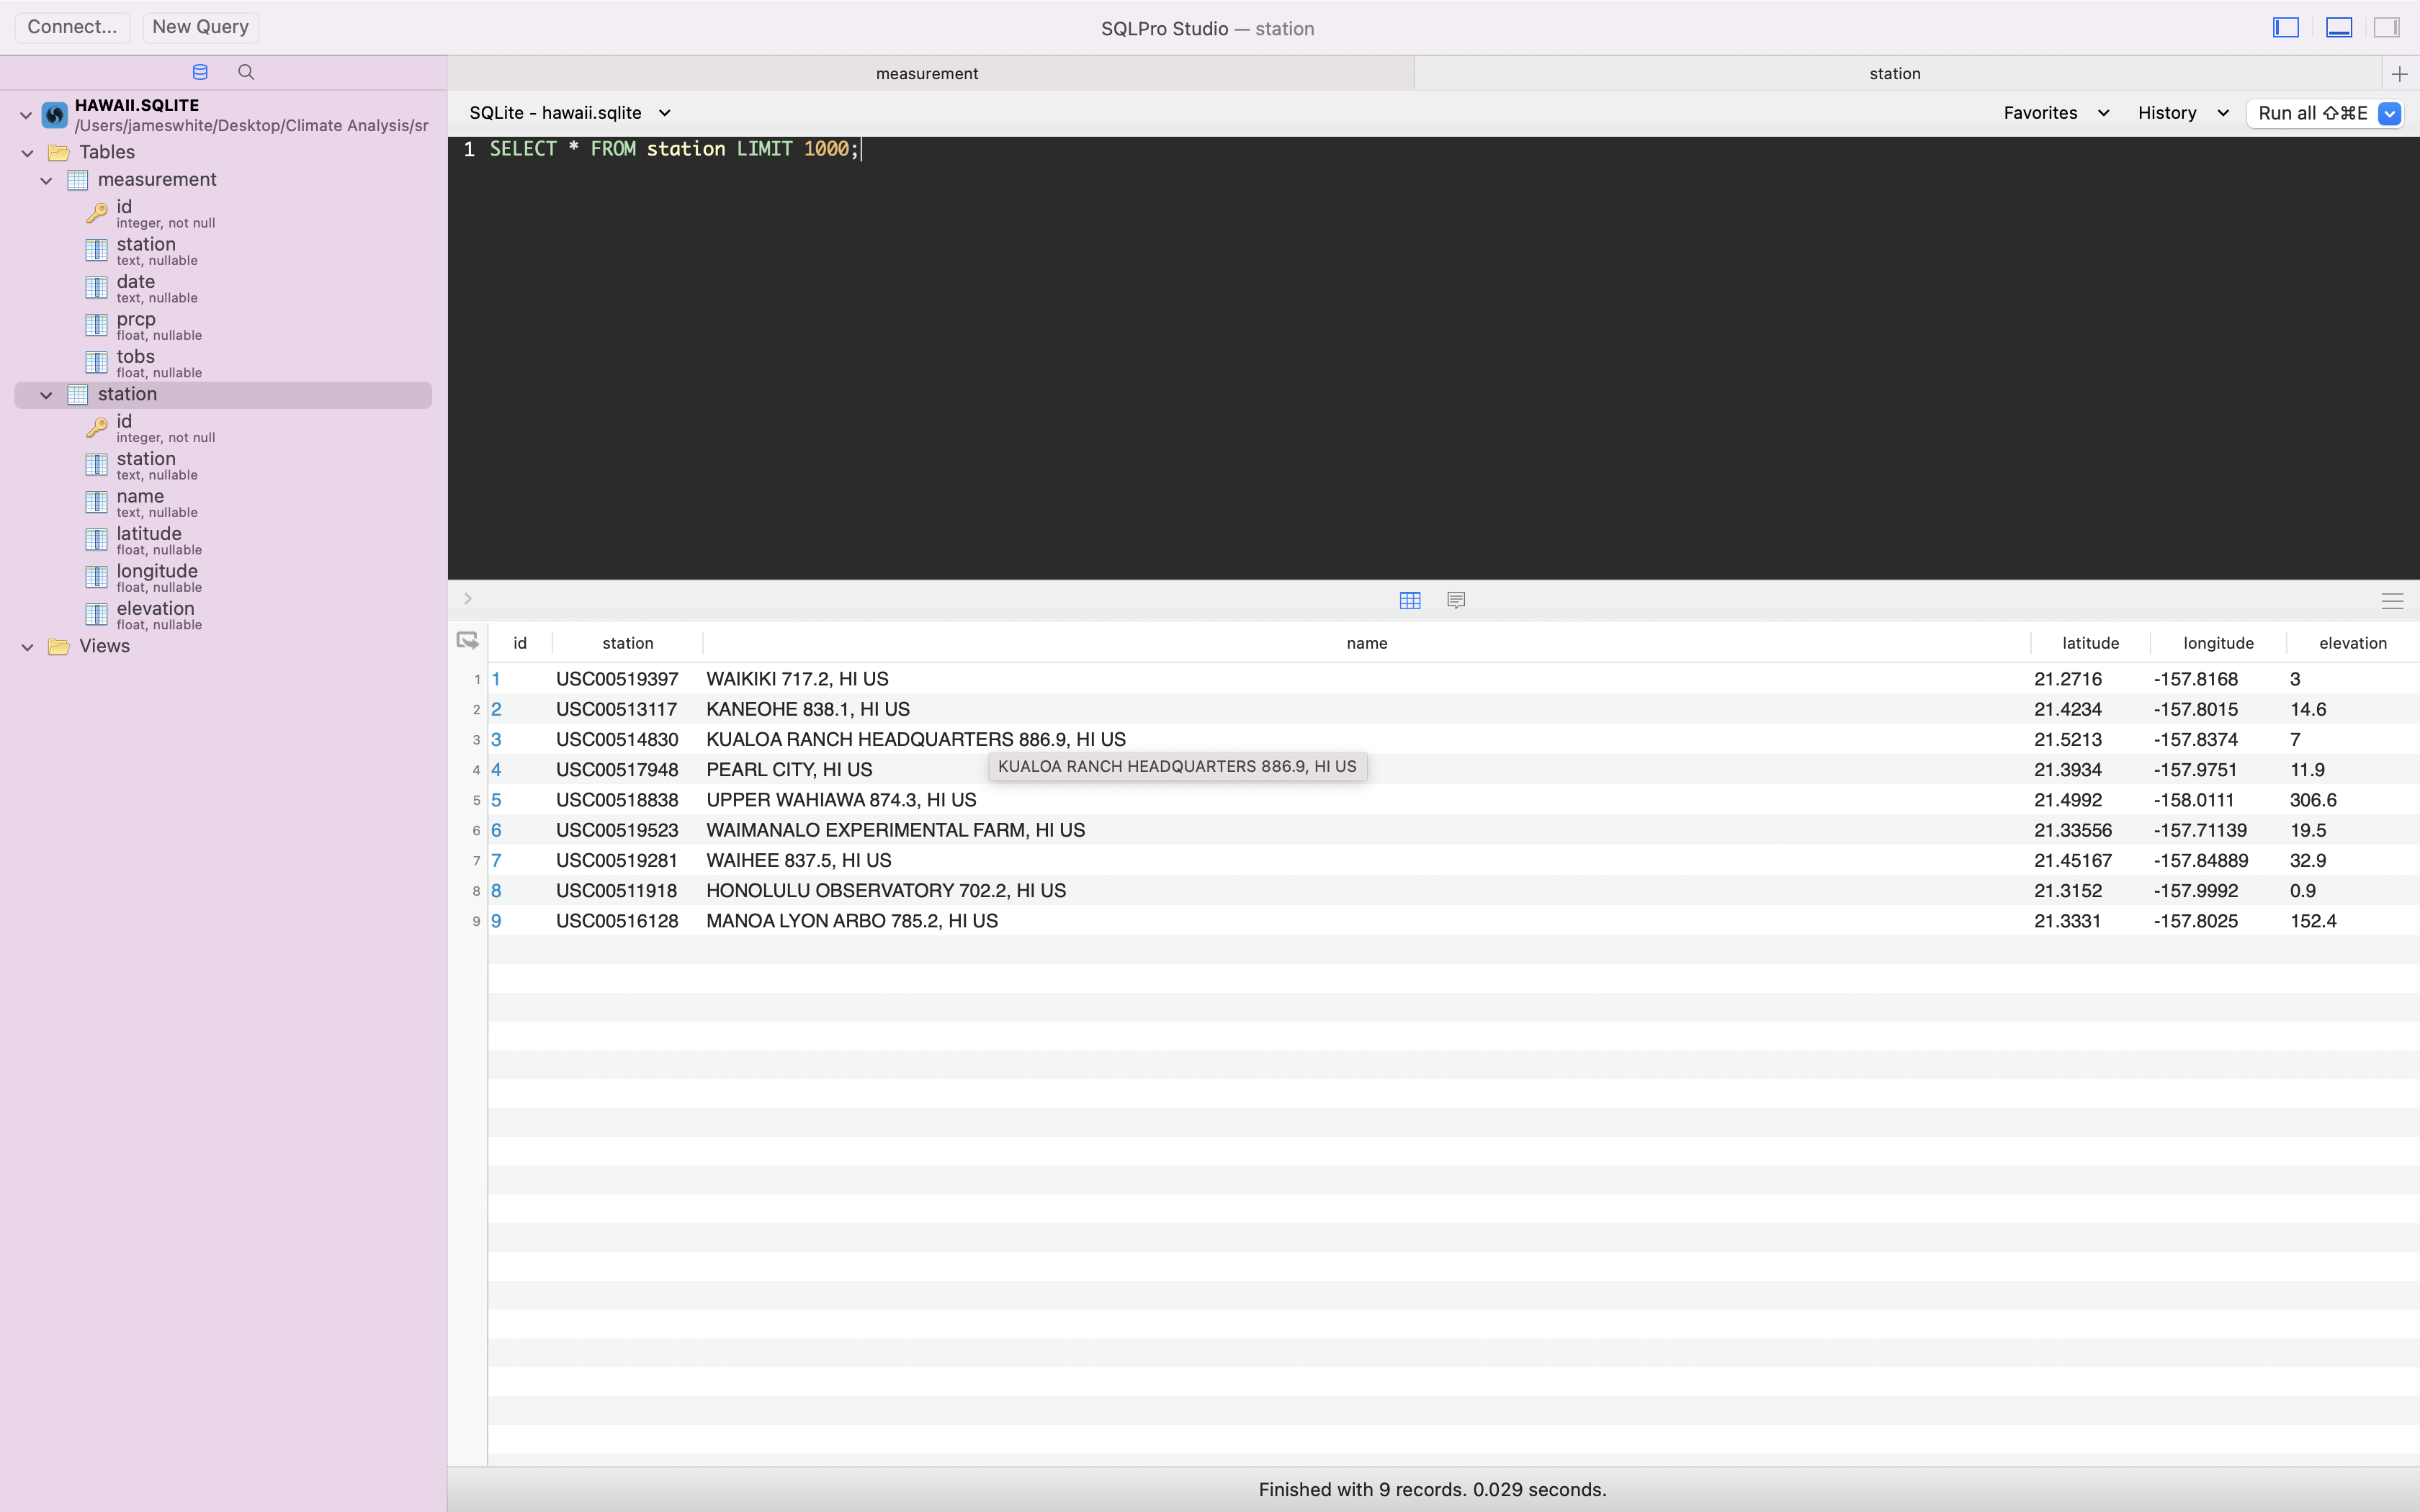 Connect...
New Query
SQLPro Studio — station
HAWAII.SQLITE
/Users/jameswhite/Desktop/Climate Analysis/sr
Tables
measurement
id
integer, not null
station
text, nullable
date
text, nullable
prcp
float, nullable
tobs
float, nullable
station
id
integer, not null
station
text, nullable
name
text, nullable
latitude
float, nullable
longitude
float, nullable
elevation
float, nullable
Views
measurement
station
SQLite - hawaii.sqlite
Favorites
History
Run all ⇧⌘E
1 SELECT * FROM station LIMIT 1000;
id station name latitude longitude elevation
1 1 USC00519397 WAIKIKI 717.2, HI US 21.2716 -157.8168 3
2 2 USC00513117 KANEOHE 838.1, HI US 21.4234 -157.8015 14.6
3 3 USC00514830 KUALOA RANCH HEADQUARTERS 886.9, HI US 21.5213 -157.8374 7
KUALOA RANCH HEADQUARTERS 886.9, HI US
4 4 USC00517948 PEARL CITY, HI US 21.3934 -157.9751 11.9
5 5 USC00518838 UPPER WAHIAWA 874.3, HI US 21.4992 -158.0111 306.6
6 6 USC00519523 WAIMANALO EXPERIMENTAL FARM, HI US 21.33556 -157.71139 19.5
7 7 USC00519281 WAIHEE 837.5, HI US 21.45167 -157.84889 32.9
8 8 USC00511918 HONOLULU OBSERVATORY 702.2, HI US 21.3152 -157.9992 0.9
9 9 USC00516128 MANOA LYON ARBO 785.2, HI US 21.3331 -157.8025 152.4
Finished with 9 records. 0.029 seconds.